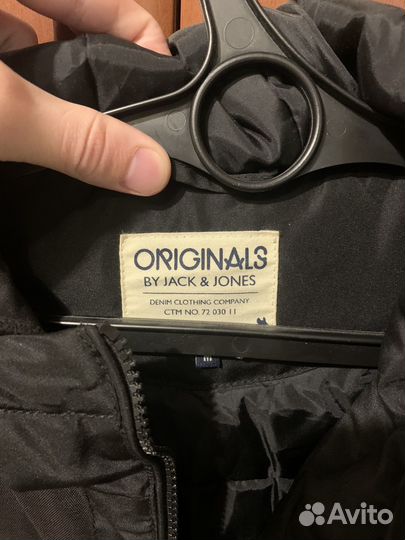 ORIGINALS
BY JACK & JONES
DENIM CLOTHING COMPANY
CTM NO. 72 030 11
Avito